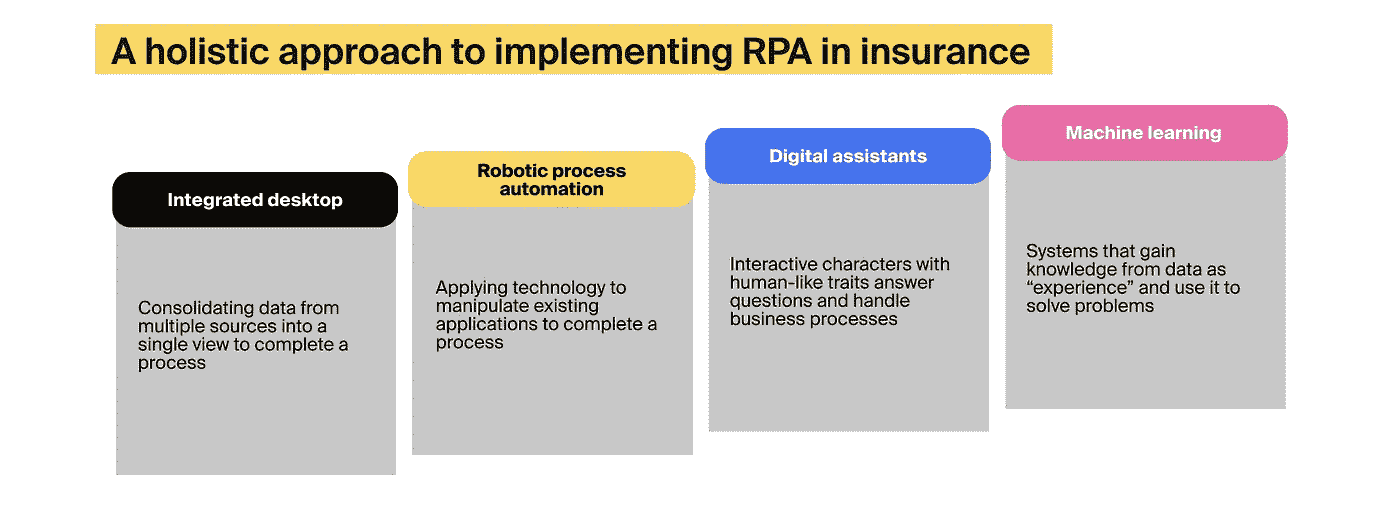 A holistic approach to implementing RPA in insurance
Integrated desktop
Consolidating data from
multiple sources into a
single view to complete a
process
Robotic process
automation
Applying technology to
manipulate existing
applications to complete a
process
Digital assistants
Interactive characters with
human-like traits answer
questions and handle
business processes
Machine learning
Systems that gain
knowledge from data as
“experience” and use it to
solve problems